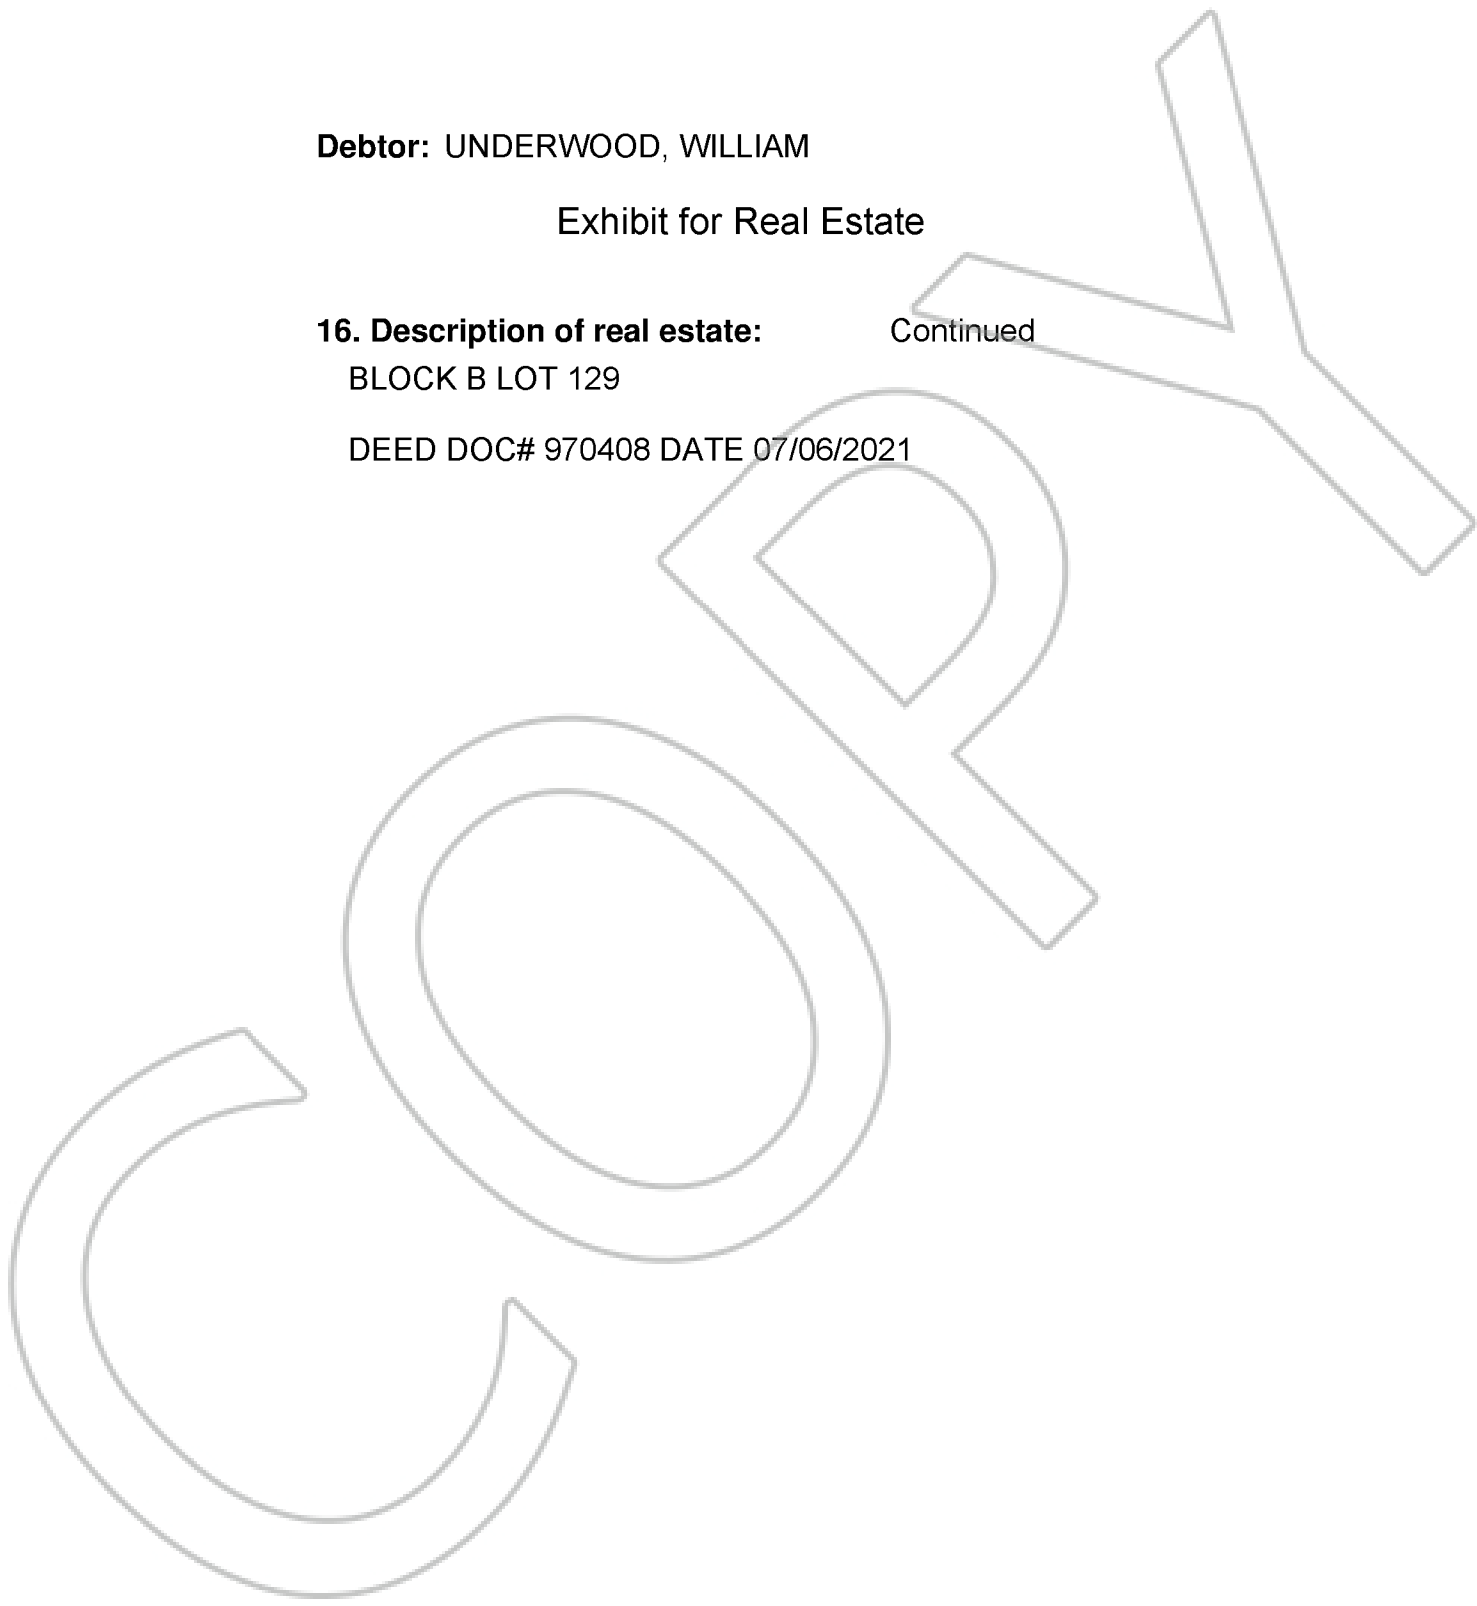 Debtor: UNDERWOOD, WILLIAM
Exhibit for Real Estate
16. Description of real estate: Continued
BLOCK B LOT 129
DEED DOC# 970408 DATE 07/06/2021
COPY